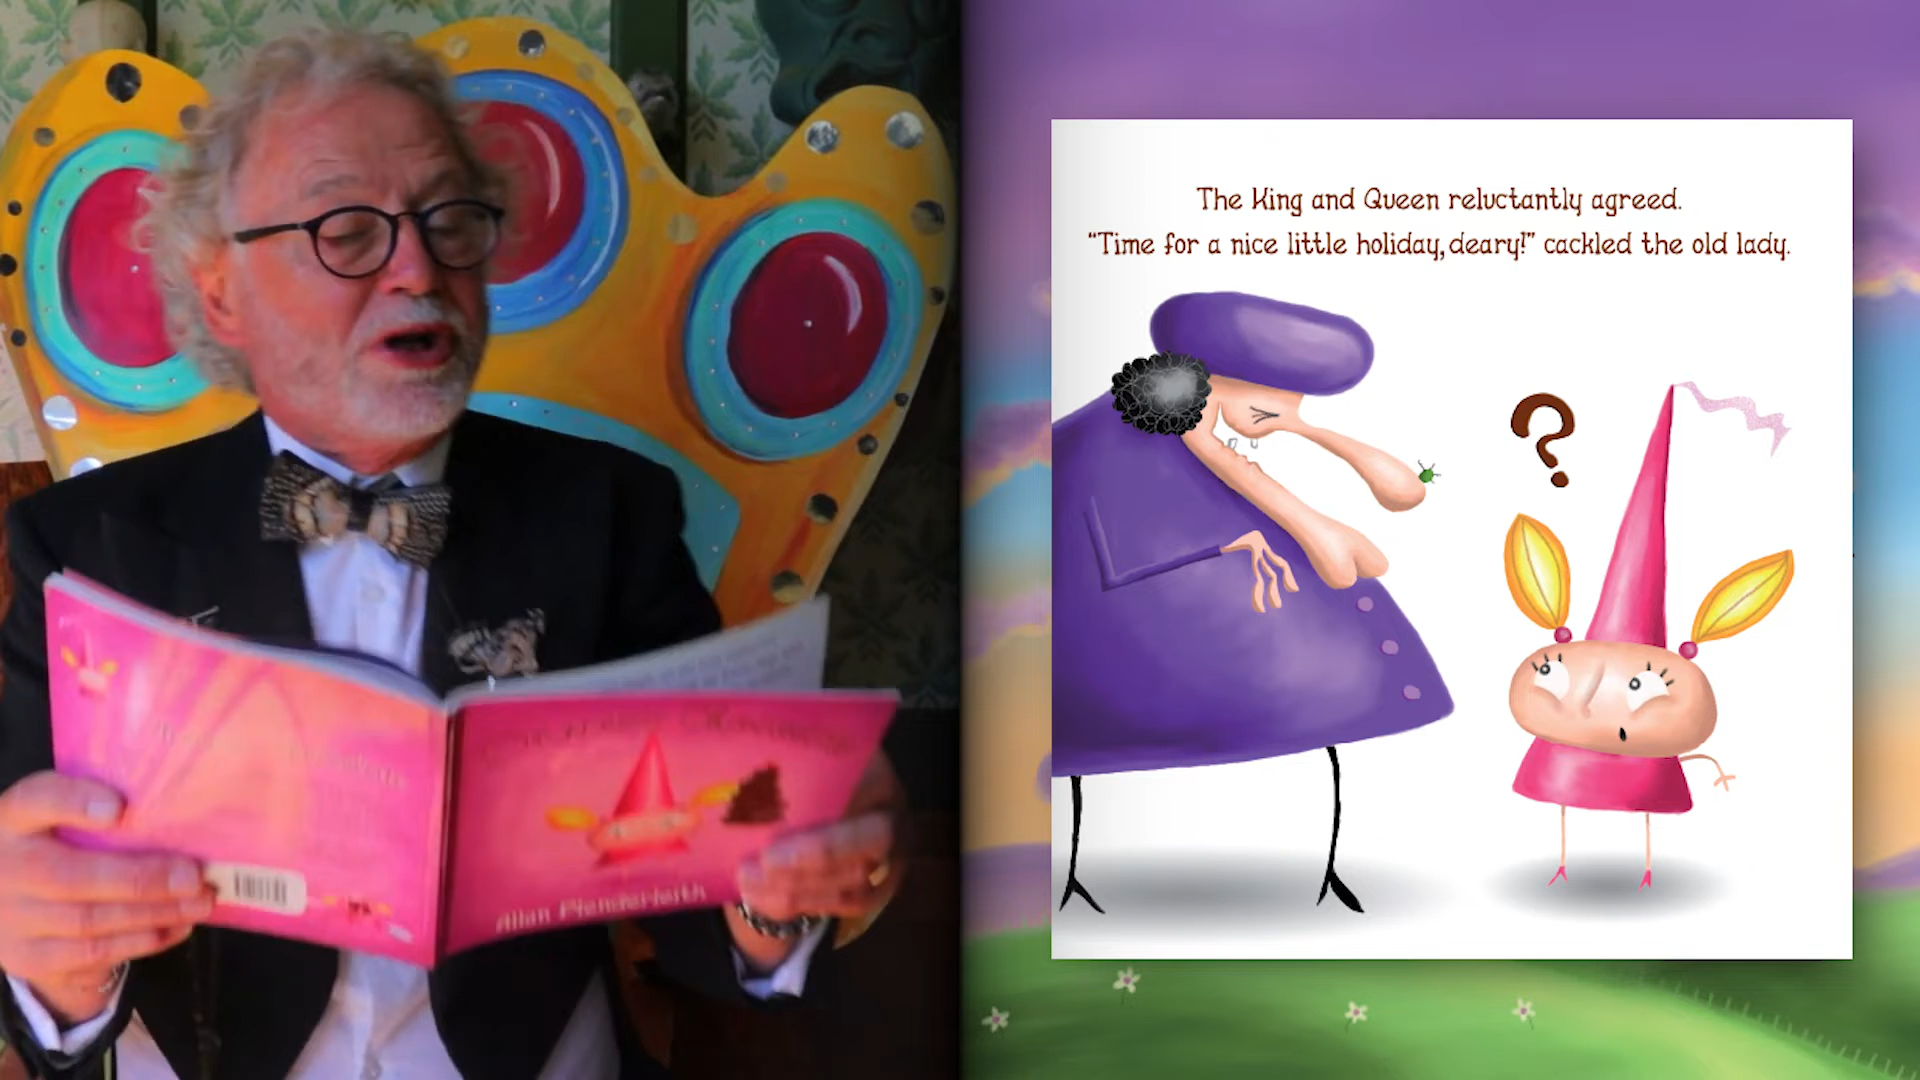 The King and Queen reluctantly agreed.
"Time for a nice little holiday, deary!" cackled the old lady.
Allan Plenderleith